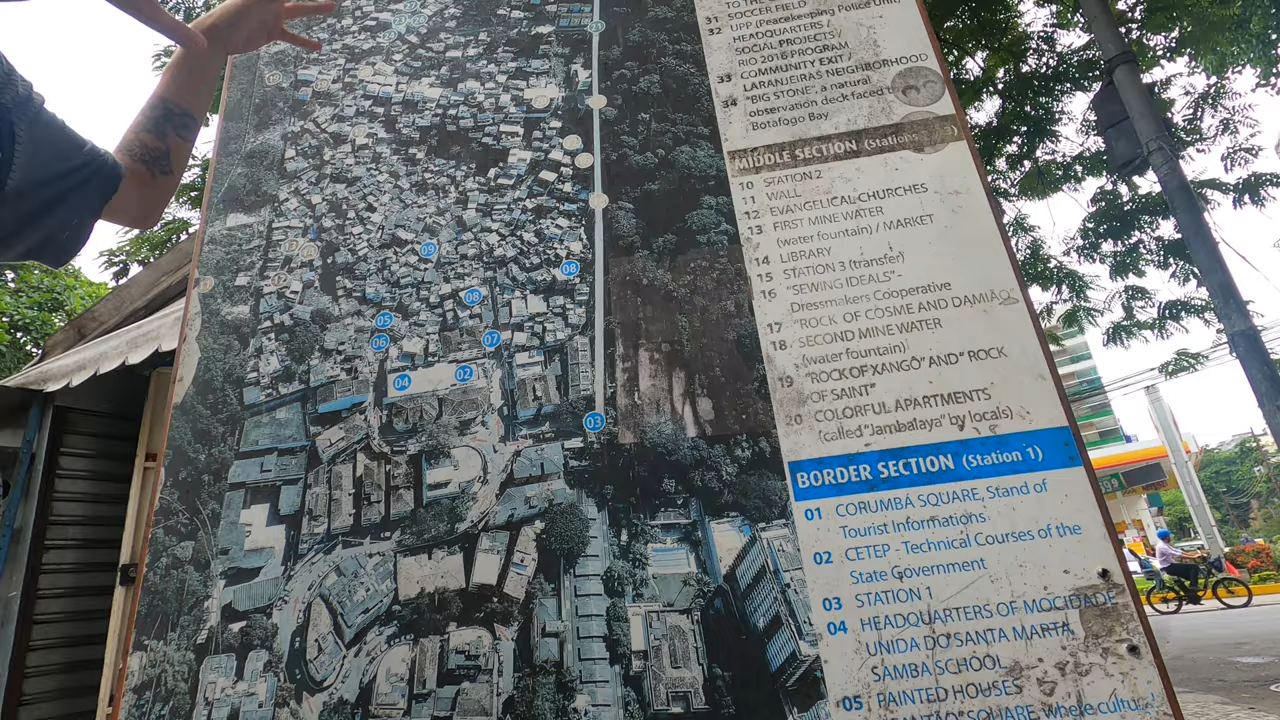 TO THE
31 SOCCER FIELD
32 UPP (Peacekeeping Police Unit)
HEADQUARTERS /
SOCIAL PROJECTS /
RIO 2016 PROGRAM
33 COMMUNITY EXIT /
LARANJEIRAS NEIGHBORHOOD
34 "BIG STONE", a natural
observation deck faced
Botafogo Bay
MIDDLE SECTION (Station
10 STATION 2
11 WALL
12 EVANGELICAL CHURCHES
13 FIRST MINE WATER
(water fountain) / MARKET
14 LIBRARY
15 STATION 3 (transfer)
16 "SEWING IDEALS" -
Dressmakers Cooperative
17 "ROCK OF COSME AND DAMIÃO
18 SECOND MINE WATER
(water fountain)
19 "ROCK OF XANGÔ" AND "ROCK
OF SAINT"
20 COLORFUL APARTMENTS
(called "Jambalaya" by locals)
BORDER SECTION (Station 1)
01 CORUMBÁ SQUARE, Stand of
Tourist Informations
02 CETEP - Technical Courses of the
State Government
03 STATION 1
04 HEADQUARTERS OF MOCIDADE
UNIDA DO SANTA MARTA
SAMBA SCHOOL
05 PAINTED HOUSES
SQUARE, where cultural
09
08
08
05
06
07
04
02
03